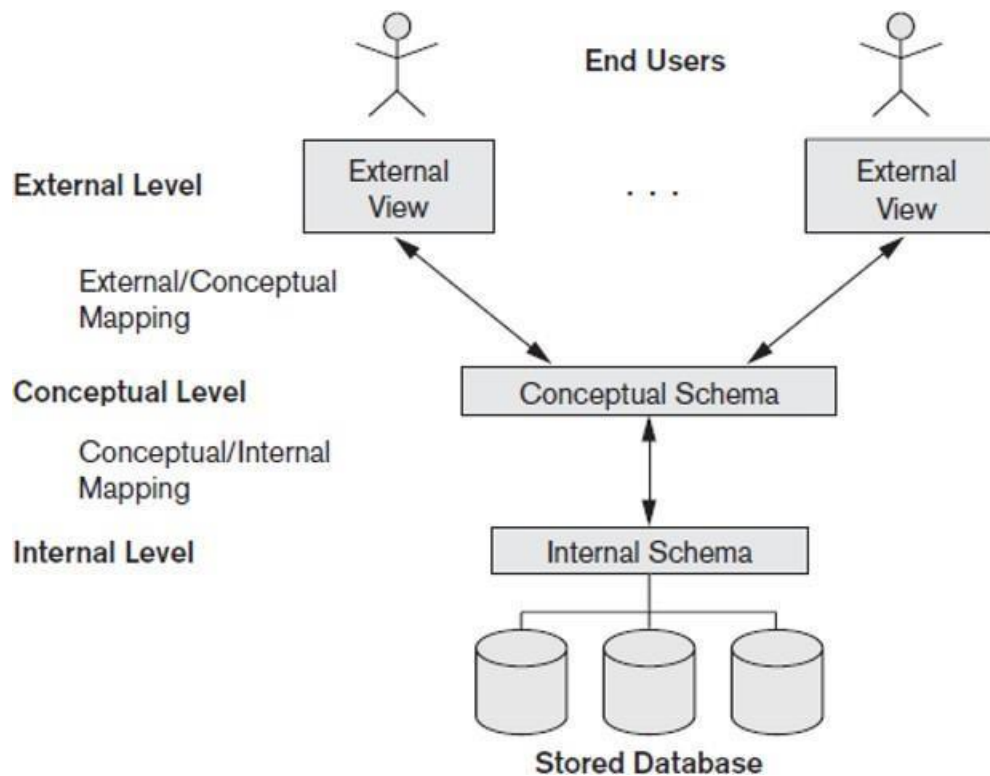 End Users
External Level
External
View
. . .
External
View
External/Conceptual
Mapping
Conceptual Level
Conceptual Schema
Conceptual/Internal
Mapping
Internal Level
Internal Schema
Stored Database